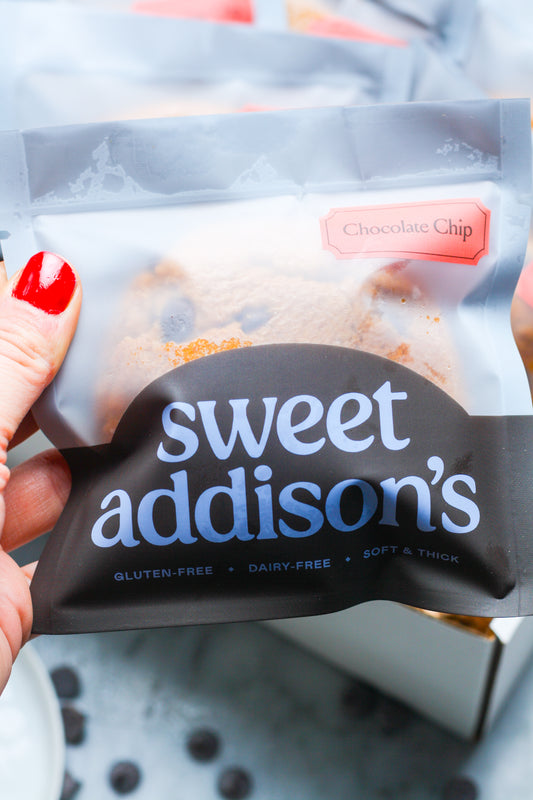 Chocolate Chip
sweet
addison's
GLUTEN-FREE • DAIRY-FREE • SOFT & THICK